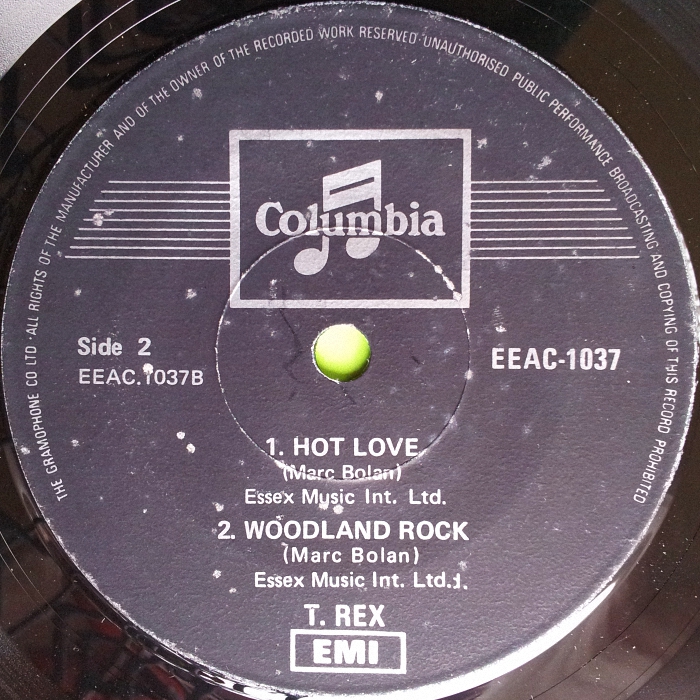 THE GRAMOPHONE CO LTD · ALL RIGHTS OF THE MANUFACTURER AND OF THE OWNER OF THE RECORDED WORK RESERVED · UNAUTHORISED PUBLIC PERFORMANCE BROADCASTING AND COPYING OF THIS RECORD PROHIBITED
Columbia
Side 2
EEAC.1037B
EEAC-1037
1. HOT LOVE
(Marc Bolan)
Essex Music Int. Ltd.
2. WOODLAND ROCK
(Marc Bolan)
Essex Music Int. Ltd.1.
T. REX
EMI